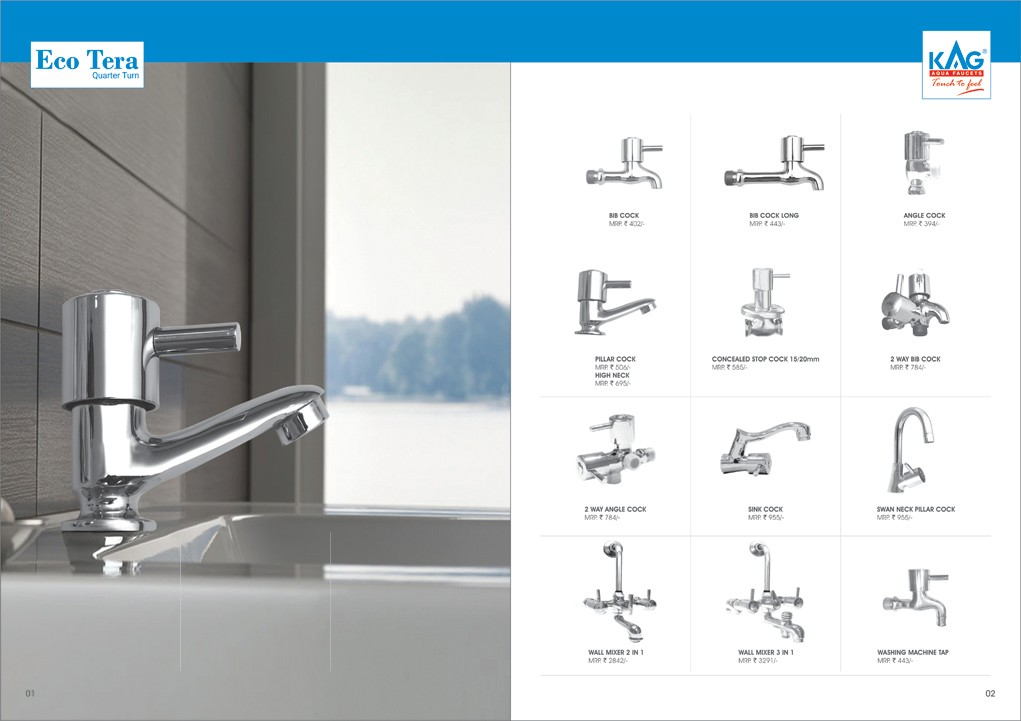 Eco Tera
Quarter Turn
KAG®
AQUA FAUCETS
Touch to feel
BIB COCK
MRP. ₹ 402/-
BIB COCK LONG
MRP. ₹ 443/-
ANGLE COCK
MRP. ₹ 394/-
PILLAR COCK
MRP. ₹ 506/-
HIGH NECK
MRP. ₹ 695/-
CONCEALED STOP COCK 15/20mm
MRP. ₹ 585/-
2 WAY BIB COCK
MRP. ₹ 784/-
2 WAY ANGLE COCK
MRP. ₹ 784/-
SINK COCK
MRP. ₹ 955/-
SWAN NECK PILLAR COCK
MRP. ₹ 955/-
WALL MIXER 2 IN 1
MRP. ₹ 2842/-
WALL MIXER 3 IN 1
MRP. ₹ 3291/-
WASHING MACHINE TAP
MRP. ₹ 443/-
01
02